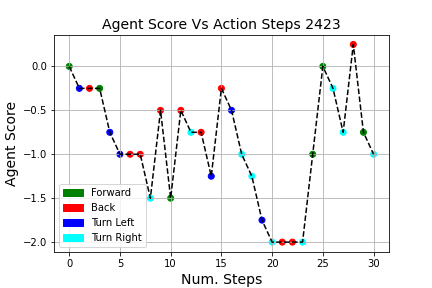 Agent Score Vs Action Steps 2423
Agent Score
0.0
−0.5
−1.0
−1.5
−2.0
Forward
Back
Turn Left
Turn Right
0 5 10 15 20 25 30
Num. Steps